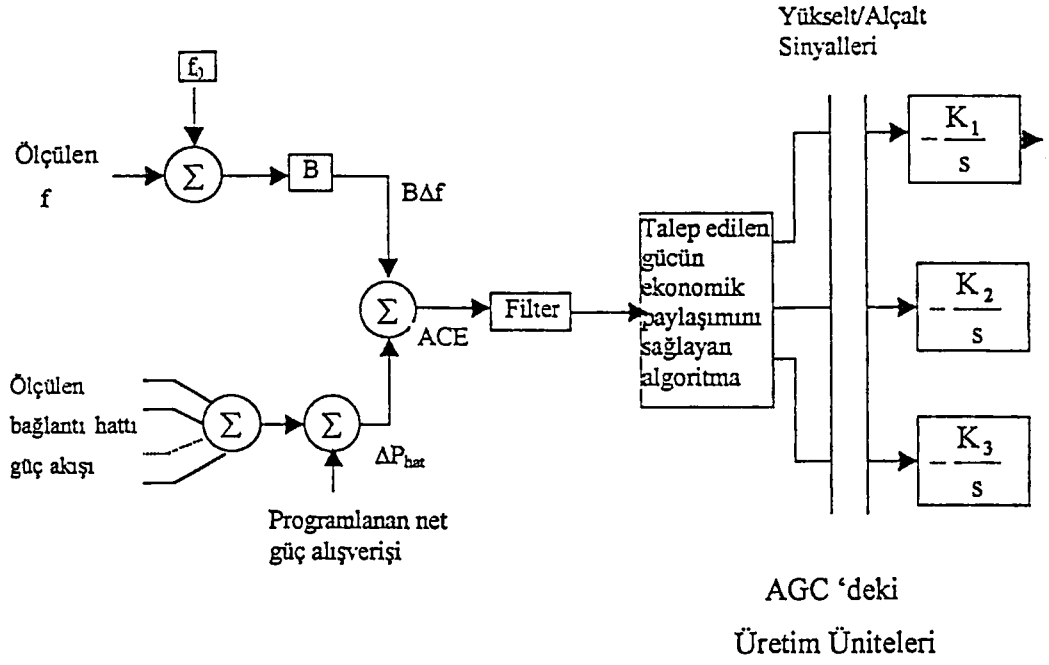 Yükselt/Alçalt
Sinyalleri
Ölçülen
f
Σ
B
BΔf
Σ
ACE
Filter
Talep edilen
gücün
ekonomik
paylaşımını
sağlayan
algoritma
K₁
s
K₂
s
K₃
s
Ölçülen
bağlantı hattı
güç akışı
Σ
Σ
ΔPhat
Programlanan net
güç alışverişi
AGC ‘deki
Üretim Üniteleri